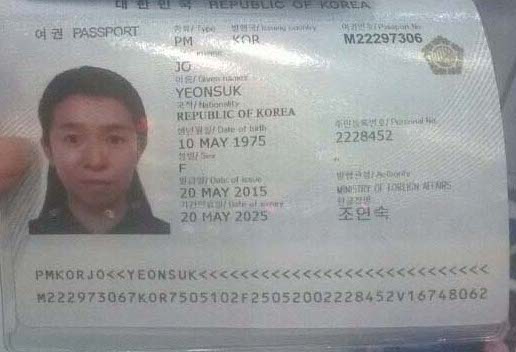 대한민국 REPUBLIC OF KOREA
여권 PASSPORT
종류/ Type 발행국/ Issuing country 여권번호/ Passport No.
PM KOR M22297306
JO
이름/ Given names
YEONSUK
국적/ Nationality
REPUBLIC OF KOREA
생년월일/ Date of birth 주민등록번호/ Personal No.
10 MAY 1975 2228452
성별/ Sex
F
발급일/ Date of issue 발행관청/ Authority
20 MAY 2015 MINISTRY OF FOREIGN AFFAIRS
기간만료일/ Date of expiry 한글성명
20 MAY 2025 조연숙
PMKORJO<<YEONSUK<<<<<<<<<<<<<<<<<<<<<<<<<<<<
M222973067KOR7505102F25052002228452V16748062